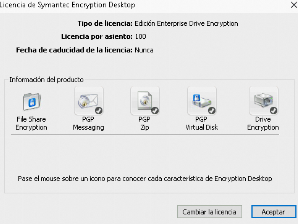 Licencia de Symantec Encryption Desktop
Tipo de licencia: Edición Enterprise Drive Encryption
Licencia por asiento: 100
Fecha de caducidad de la licencia: Nunca
Información del producto
File Share Encryption
PGP Messaging
PGP Zip
PGP Virtual Disk
Drive Encryption
Pase el mouse sobre un icono para conocer cada característica de Encryption Desktop
Cambiar la licencia
Aceptar